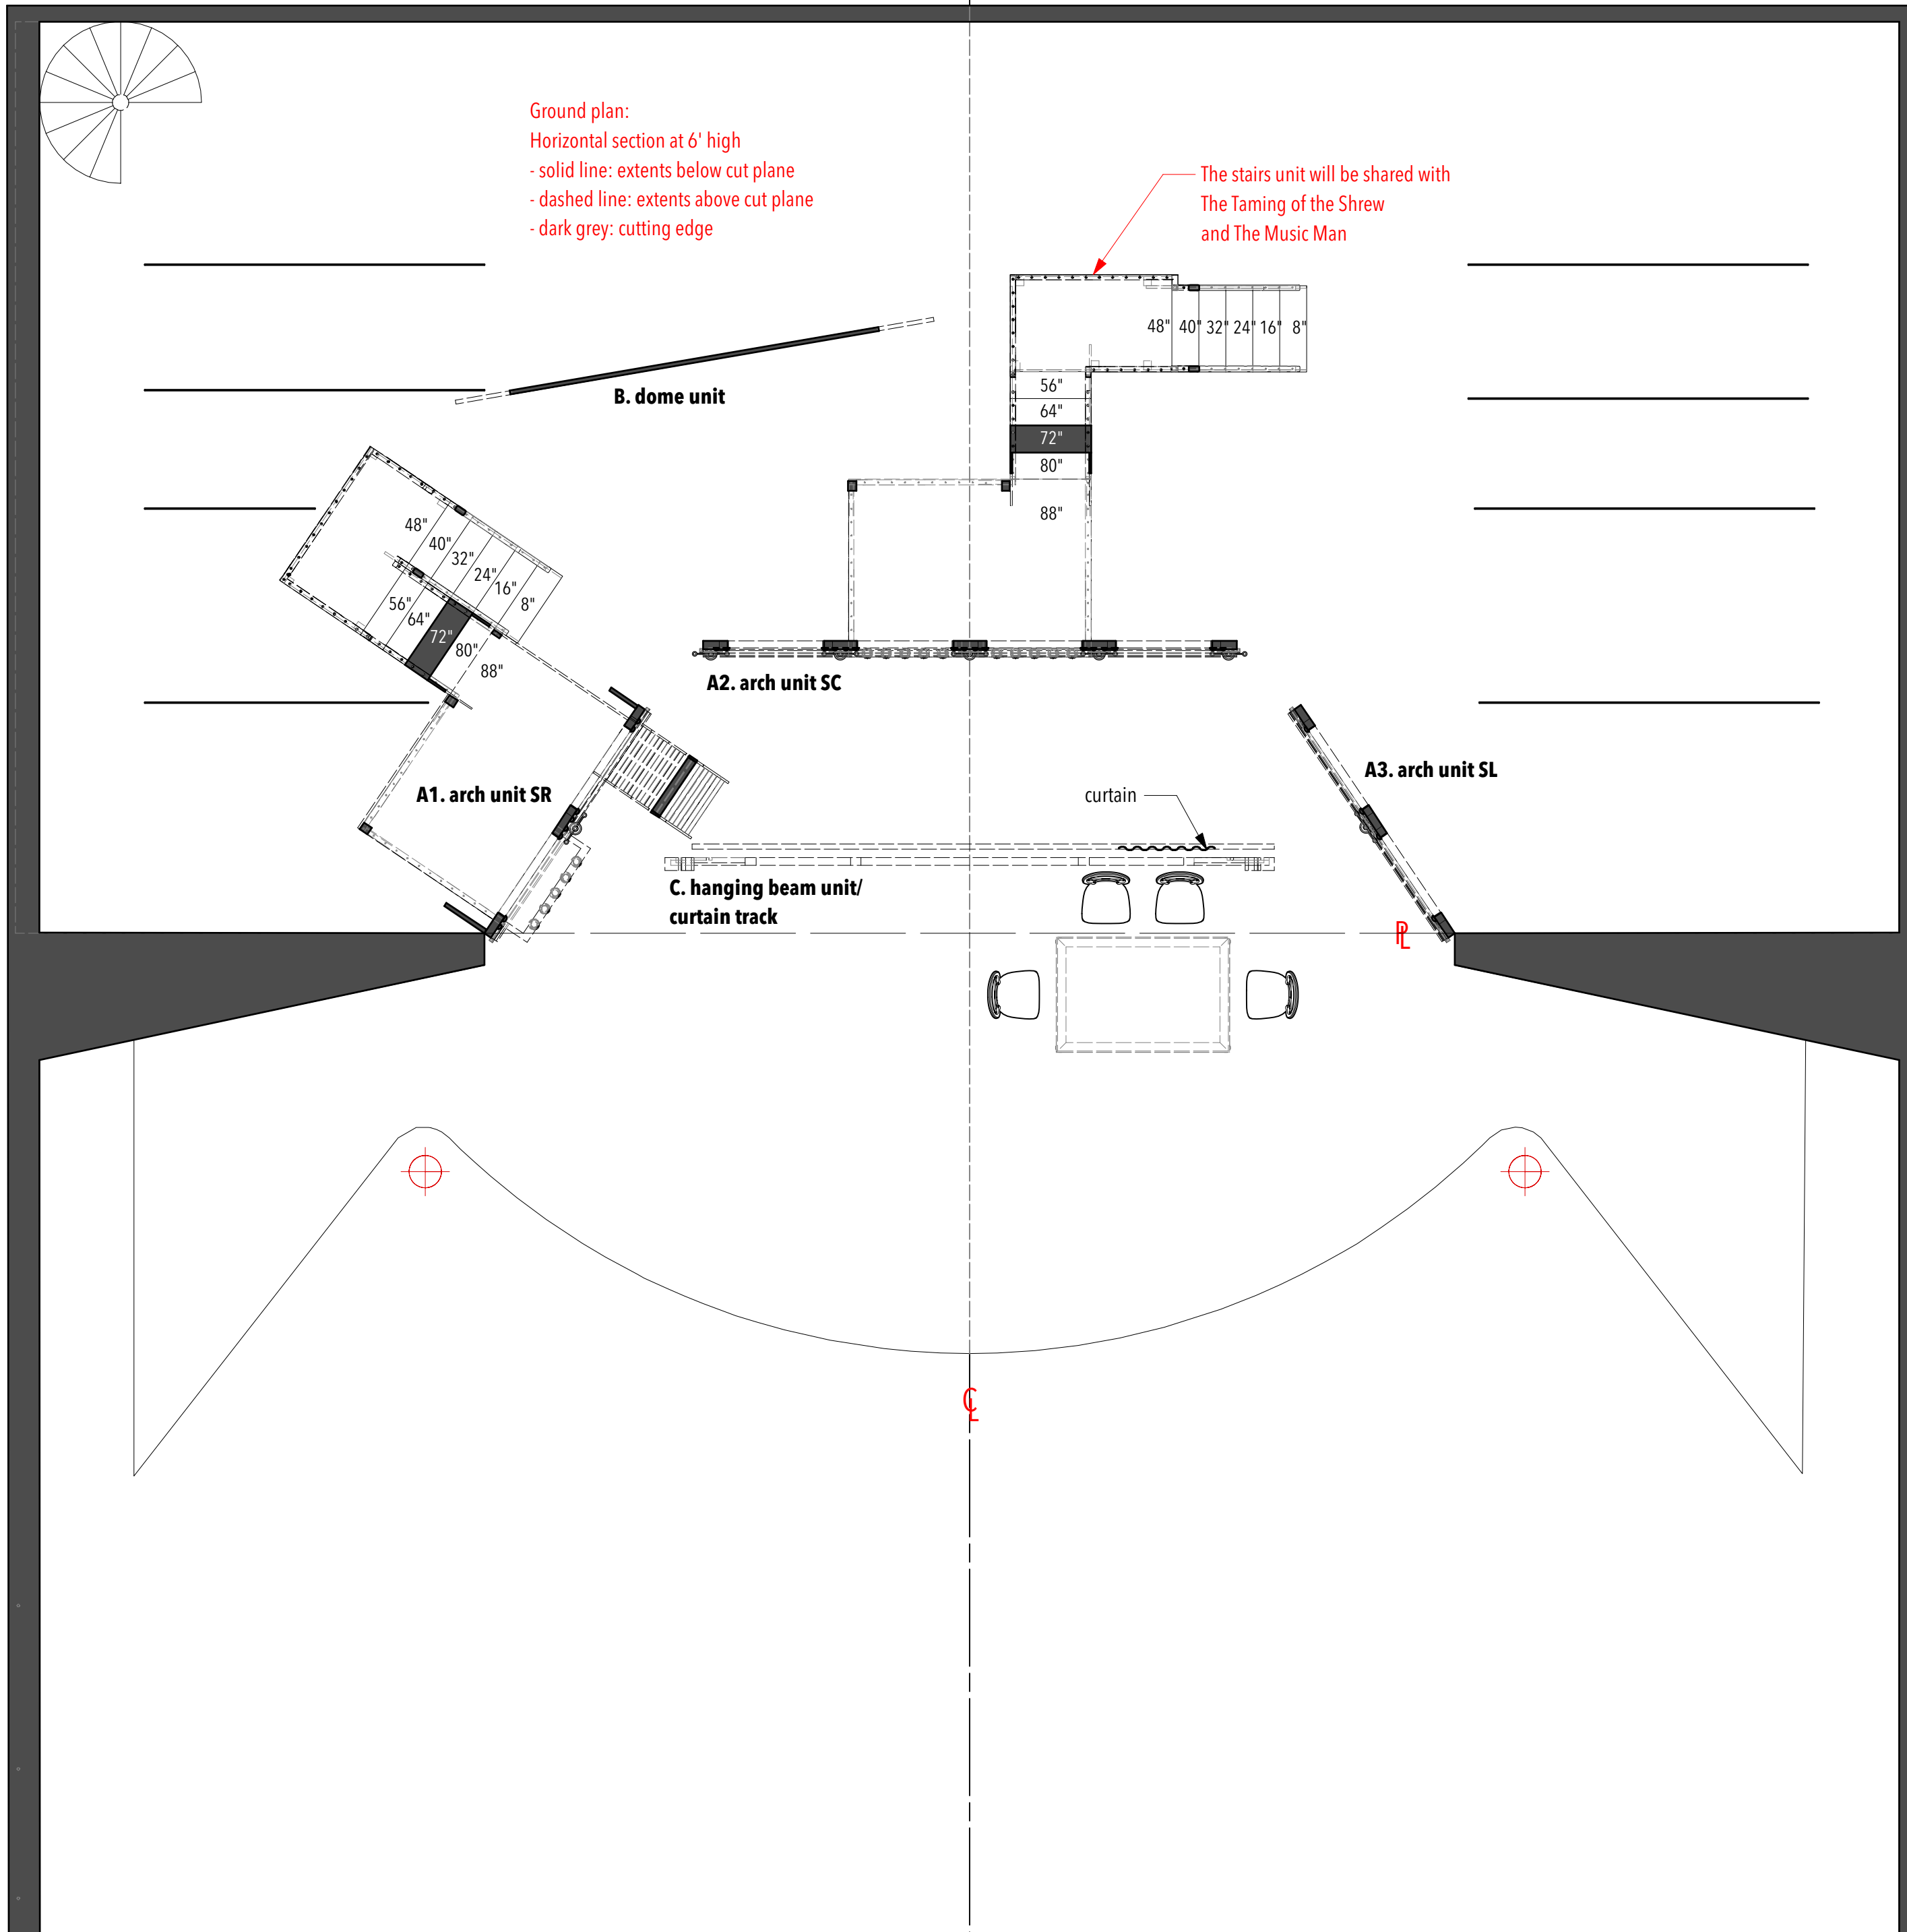 Ground plan:
Horizontal section at 6' high
- solid line: extents below cut plane
- dashed line: extents above cut plane
- dark grey: cutting edge
The stairs unit will be shared with
The Taming of the Shrew
and The Music Man
48" 40" 32" 24" 16" 8"
56"
64"
72"
80"
88"
B. dome unit
48"
40"
32"
24"
16"
8"
56"
64"
72"
80"
88"
A2. arch unit SC
A1. arch unit SR
A3. arch unit SL
curtain
C. hanging beam unit/
curtain track
PL
CL